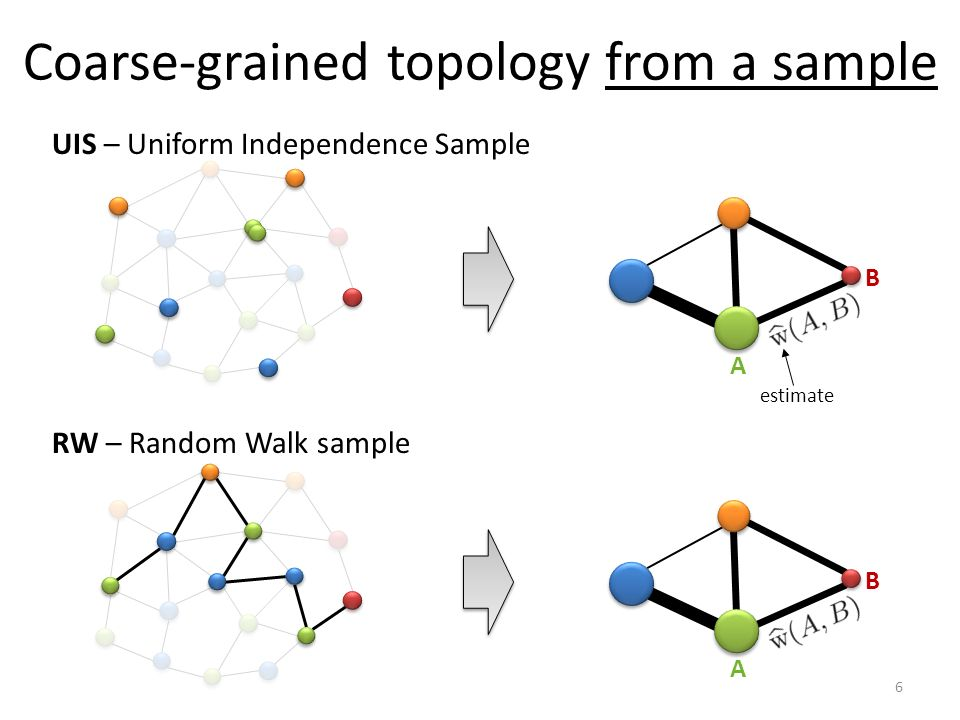 Coarse-grained topology from a sample
UIS – Uniform Independence Sample
B
ŵ(A, B)
A
estimate
RW – Random Walk sample
B
ŵ(A, B)
A
6